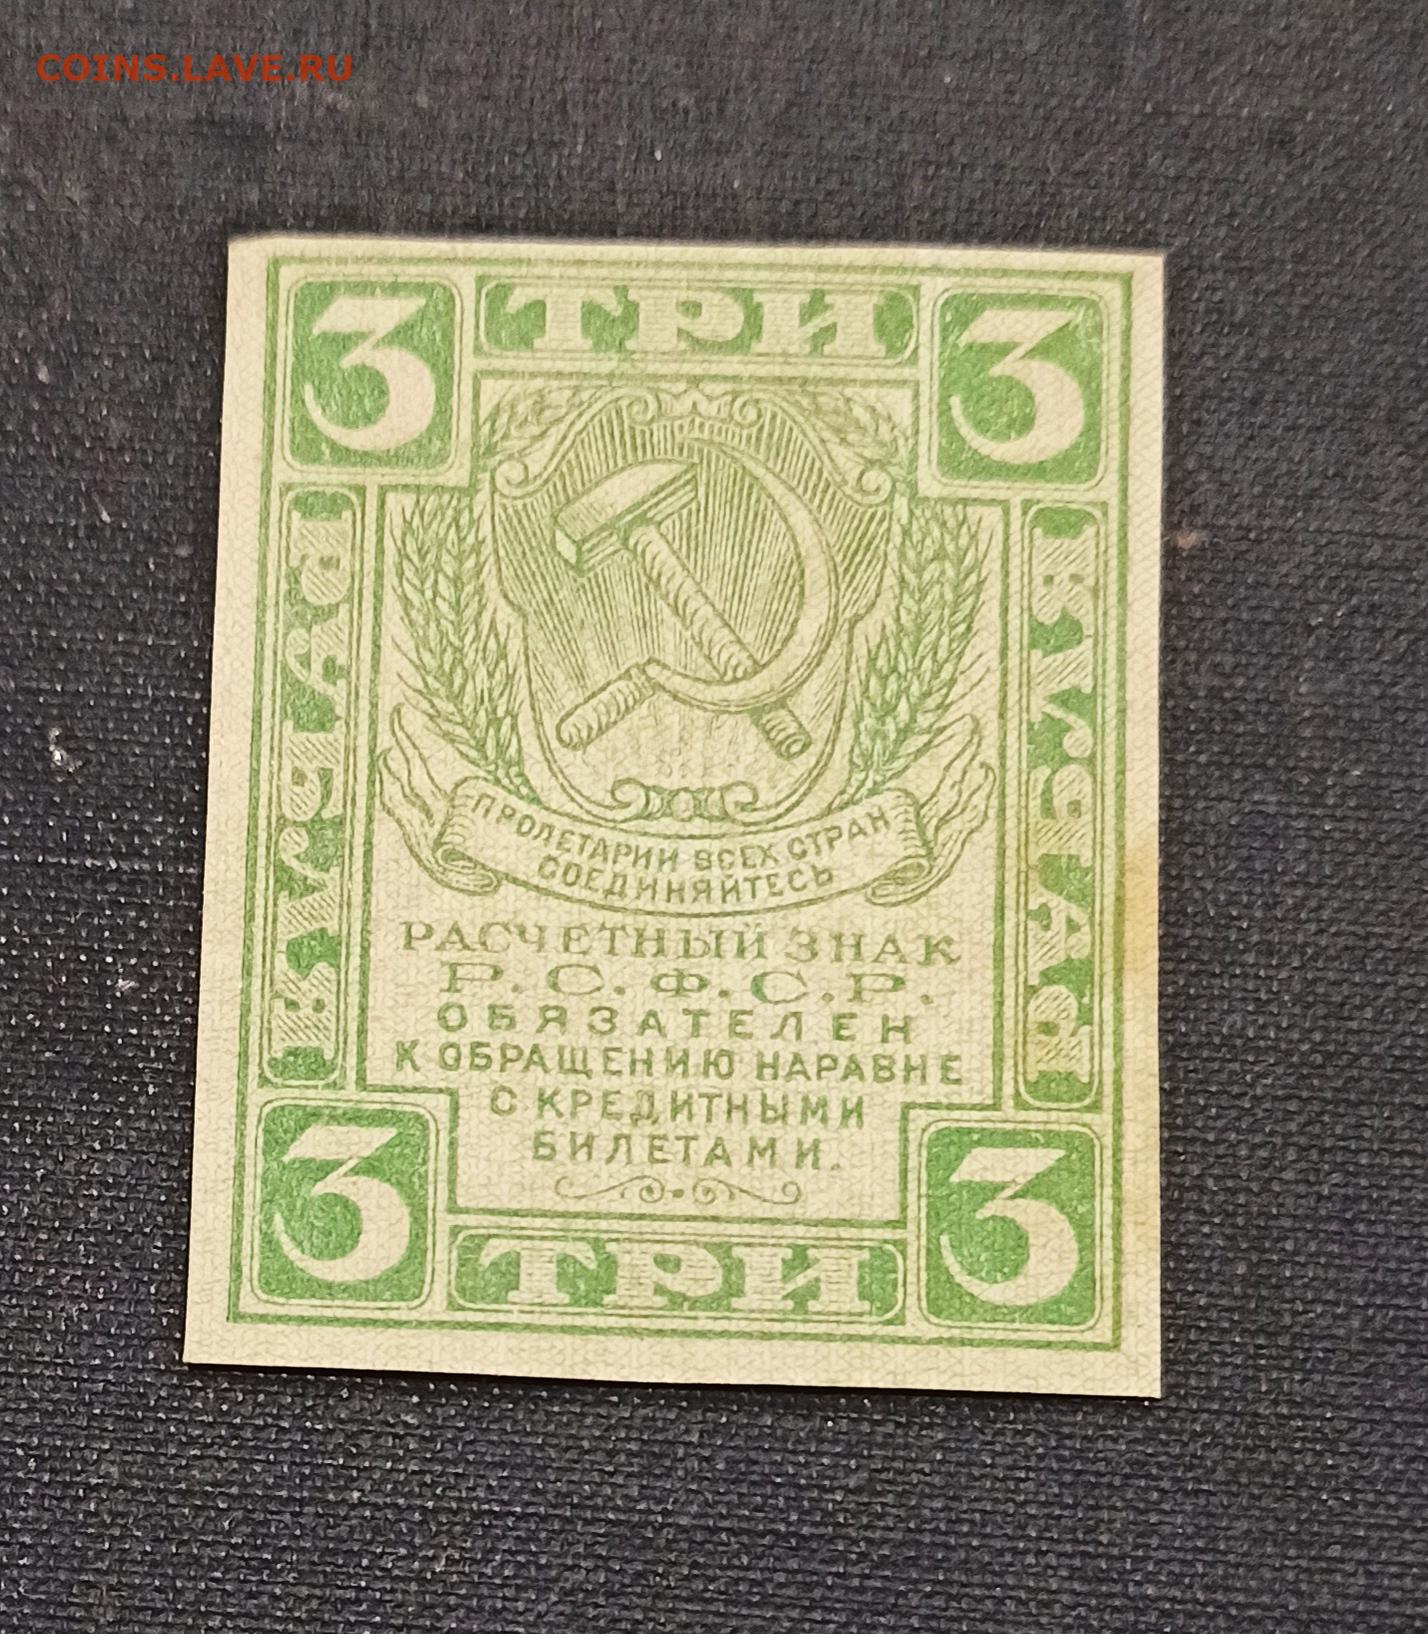 COINS.LAVE.RU
3 ТРИ 3
РУБЛЯ
РУБЛЯ
ПРОЛЕТАРИИ ВСЕХ СТРАН
СОЕДИНЯЙТЕСЬ
РАСЧЕТНЫЙ ЗНАК
Р.С.Ф.С.Р.
ОБЯЗАТЕЛЕН
К ОБРАЩЕНИЮ НАРАВНЕ
С КРЕДИТНЫМИ
БИЛЕТАМИ.
3 ТРИ 3